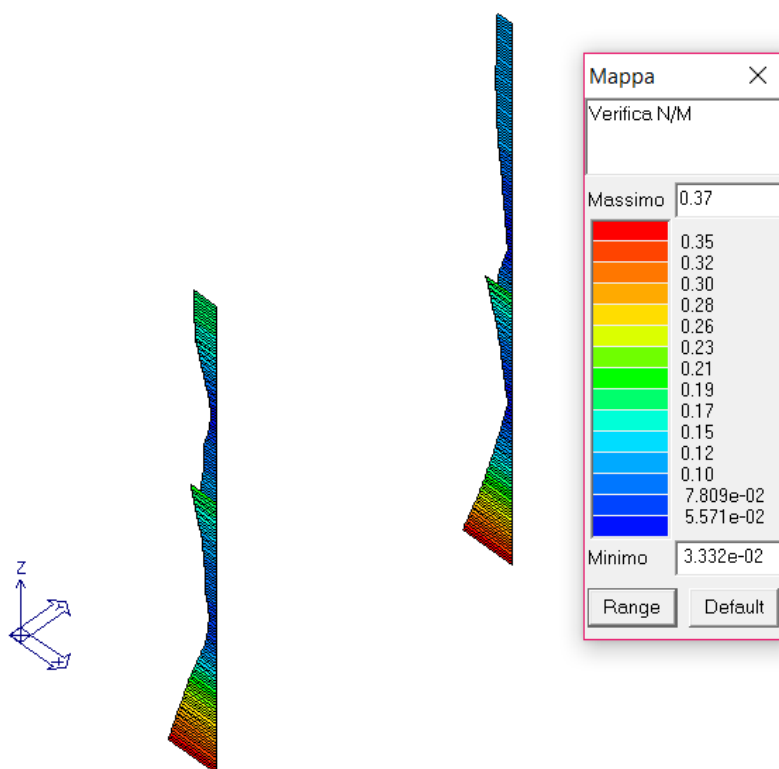 Mappa
Verifica N/M
Massimo 0.37
0.35
0.32
0.30
0.28
0.26
0.23
0.21
0.19
0.17
0.15
0.12
0.10
7.809e-02
5.571e-02
Minimo 3.332e-02
Range Default
Z